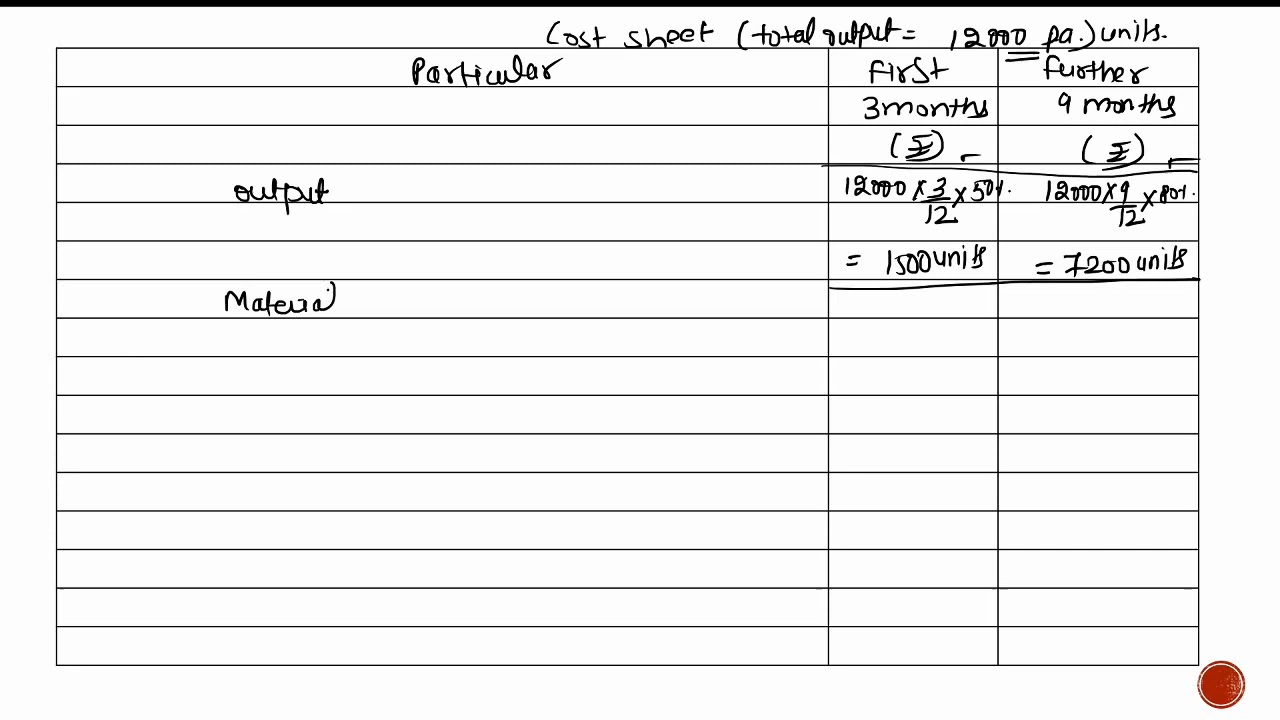 Cost sheet (total output = 12000 pa.) units.
Particular First Further
3 months 9 months
(₹) (₹)
output 12000 × 3/12 × 50%. 12000 × 9/12 × 80%.
= 1500 units = 7200 units
Material